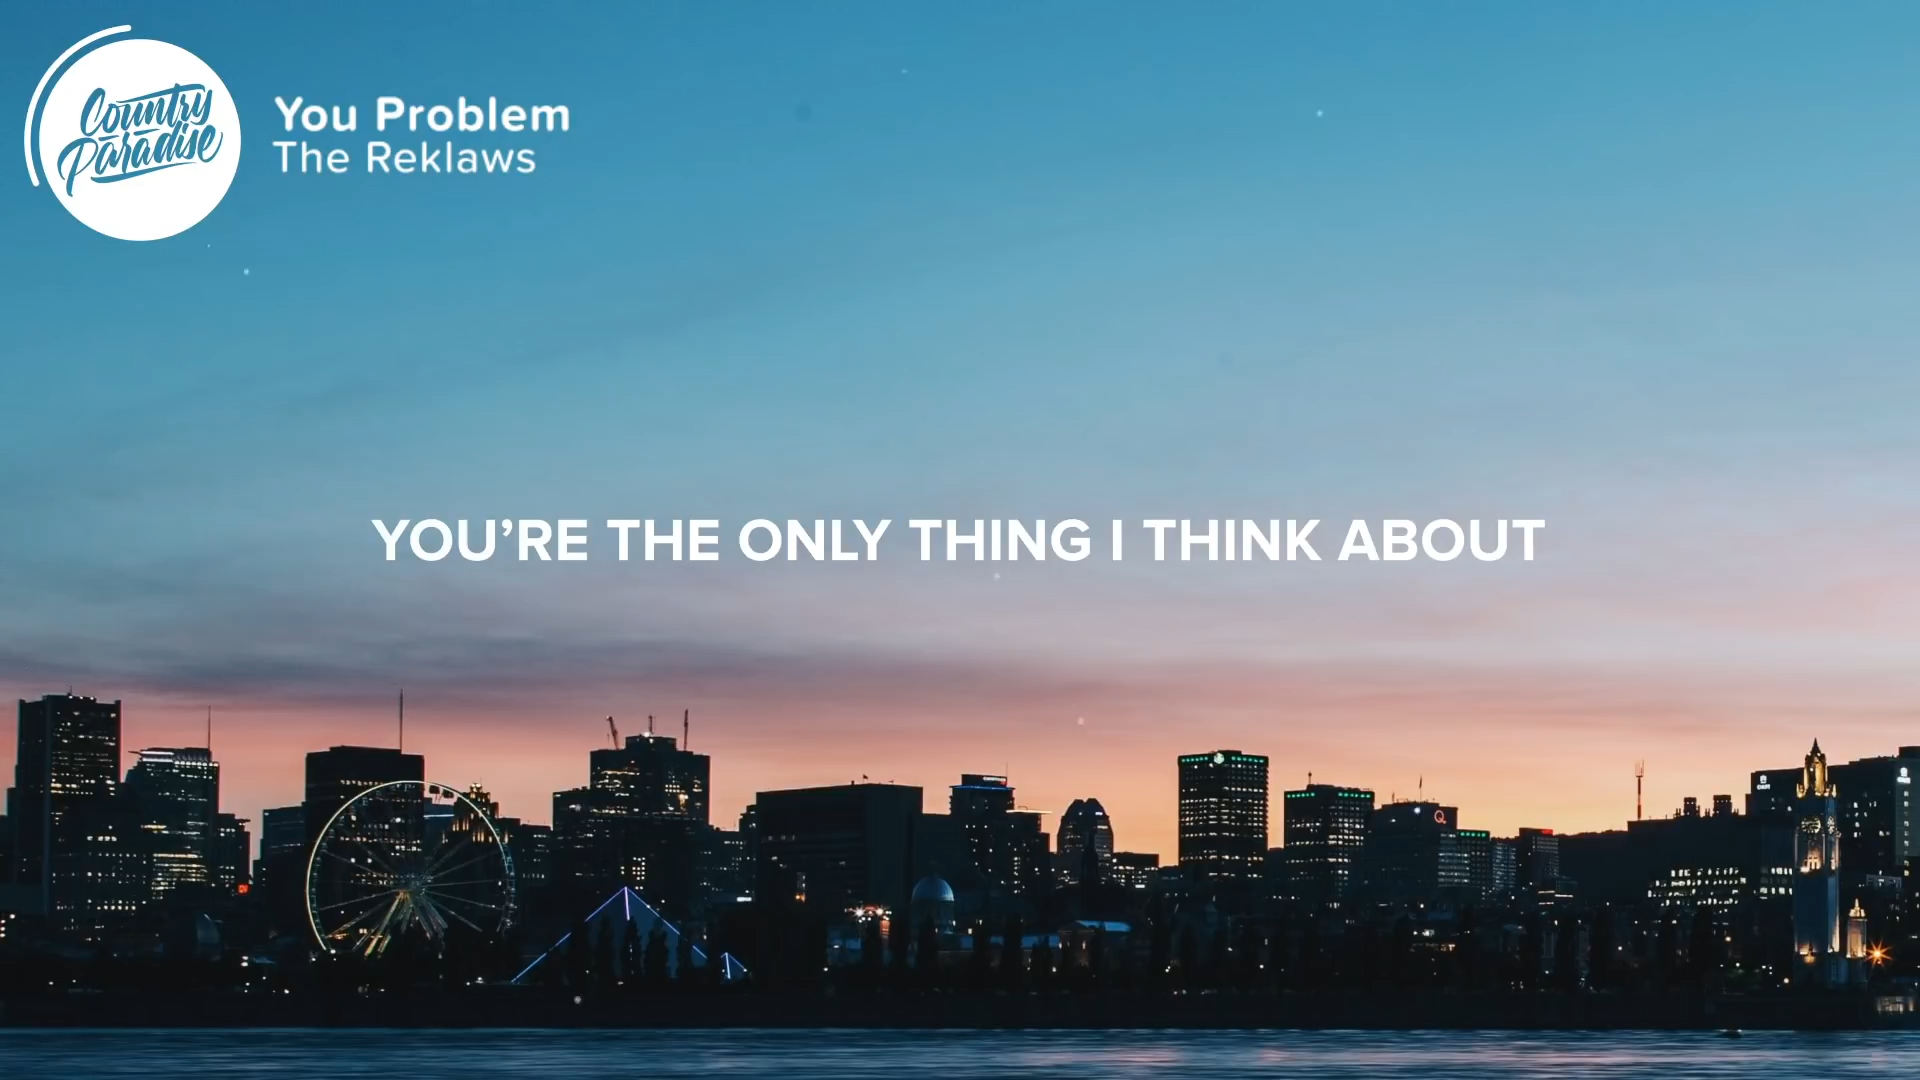 Country
Paradise
You Problem
The Reklaws
YOU’RE THE ONLY THING I THINK ABOUT
Q